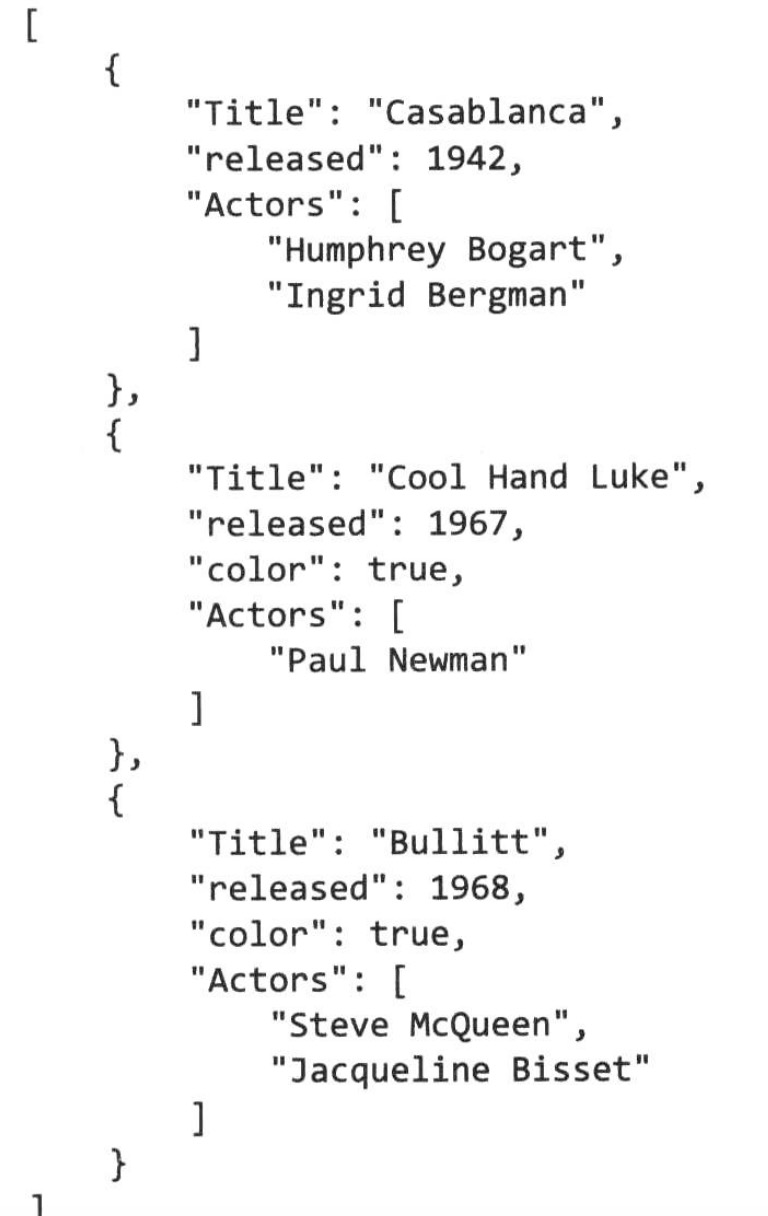 [
    {
        "Title": "Casablanca",
        "released": 1942,
        "Actors": [
            "Humphrey Bogart",
            "Ingrid Bergman"
        ]
    },
    {
        "Title": "Cool Hand Luke",
        "released": 1967,
        "color": true,
        "Actors": [
            "Paul Newman"
        ]
    },
    {
        "Title": "Bullitt",
        "released": 1968,
        "color": true,
        "Actors": [
            "Steve McQueen",
            "Jacqueline Bisset"
        ]
    }
]